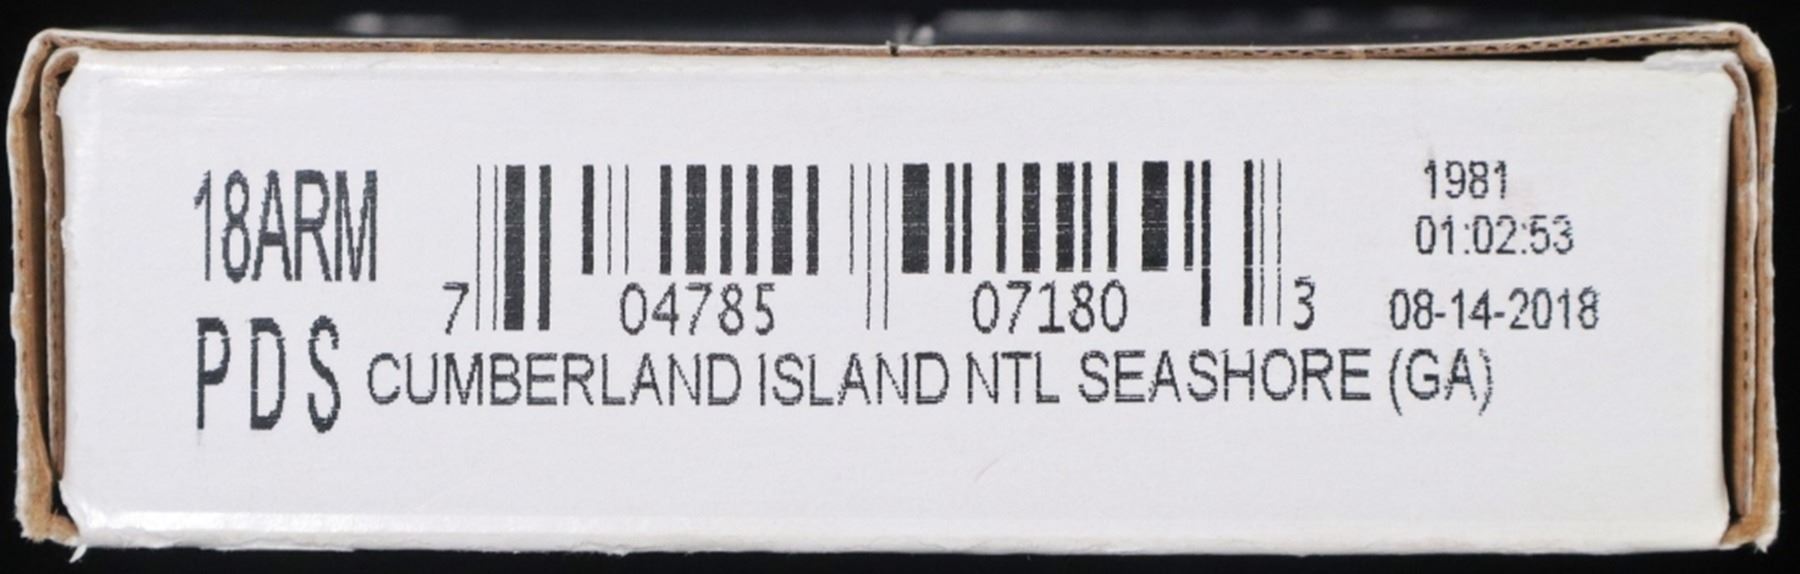 18ARM
PDS
7 04785 07180 3
CUMBERLAND ISLAND NTL SEASHORE (GA)
1981
01:02:53
08-14-2018